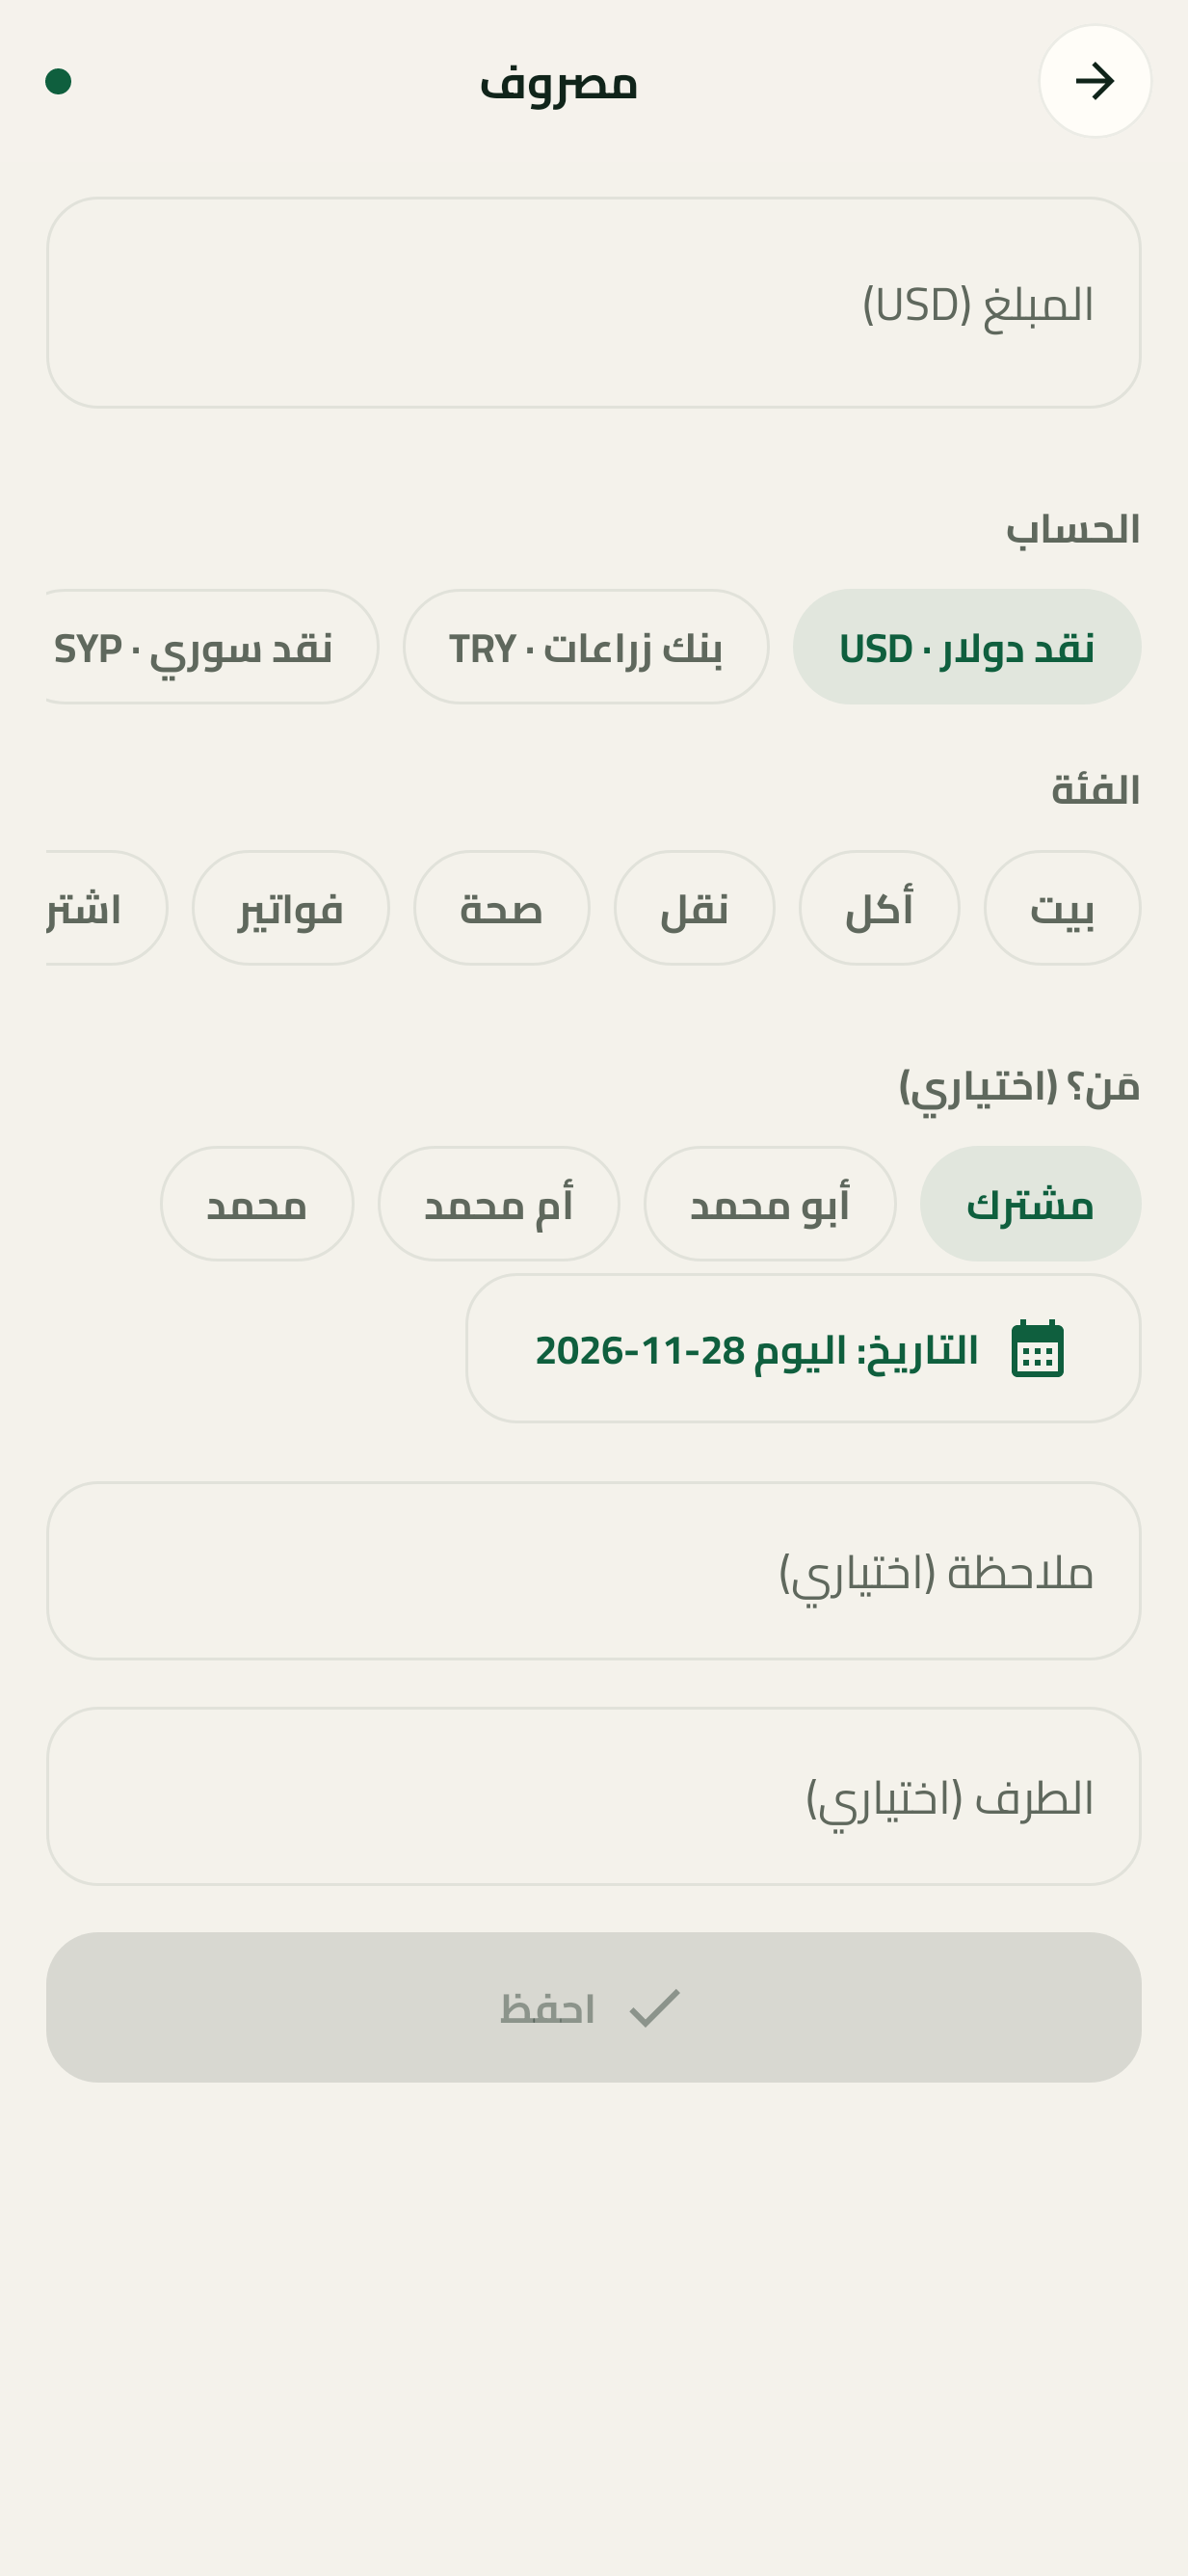 مصروف
المبلغ (USD)
الحساب
نقد دولار · USD
بنك زراعات · TRY
نقد سوري · SYP
الفئة
بيت
أكل
نقل
صحة
فواتير
اشتر
مَن؟ (اختياري)
مشترك
أبو محمد
أم محمد
محمد
التاريخ: اليوم 28-11-2026
ملاحظة (اختياري)
الطرف (اختياري)
احفظ